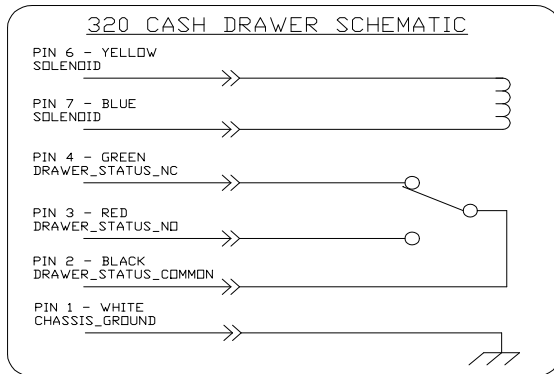 320 CASH DRAWER SCHEMATIC
PIN 6 - YELLOW
SOLENOID
PIN 7 - BLUE
SOLENOID
PIN 4 - GREEN
DRAWER_STATUS_NC
PIN 3 - RED
DRAWER_STATUS_NO
PIN 2 - BLACK
DRAWER_STATUS_COMMON
PIN 1 - WHITE
CHASSIS_GROUND